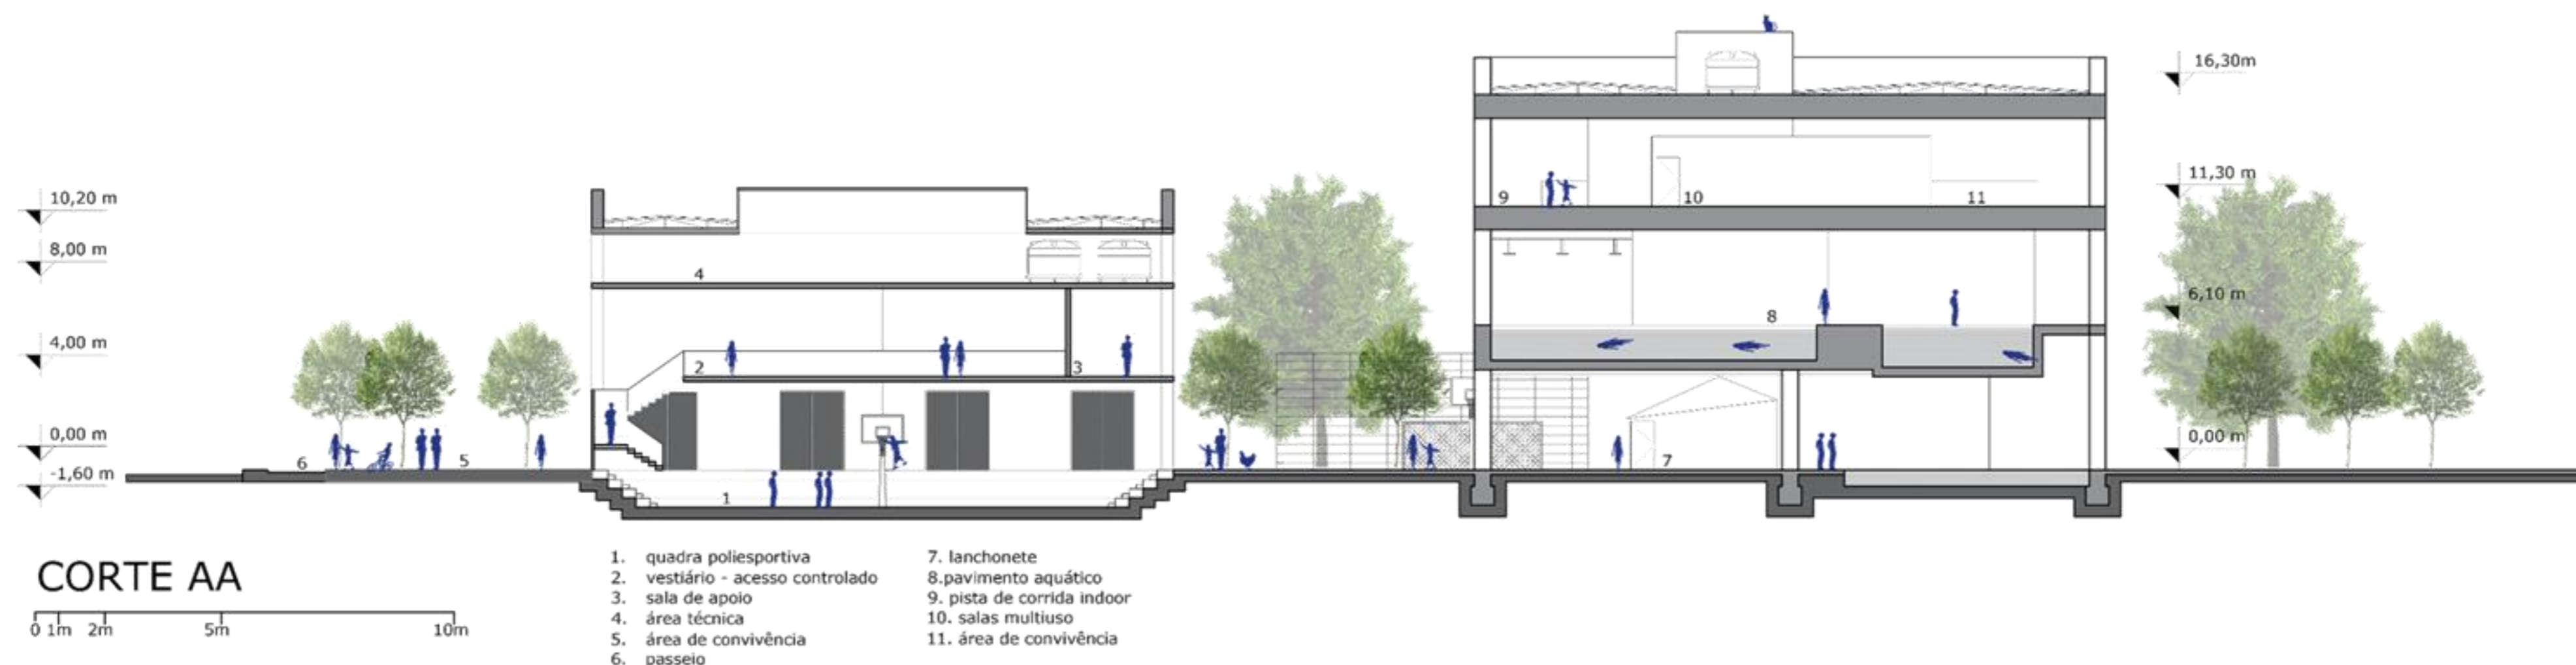 16,30m
10,20 m
11,30 m
8,00 m
4
9
10
11
6,10 m
4,00 m
2
3
8
0,00 m
0,00 m
6
5
7
-1,60 m
1
CORTE AA
0 1m 2m 5m 10m
1. quadra poliesportiva
2. vestiário - acesso controlado
3. sala de apoio
4. área técnica
5. área de convivência
6. passeio
7. lanchonete
8.pavimento aquático
9. pista de corrida indoor
10. salas multiuso
11. área de convivência